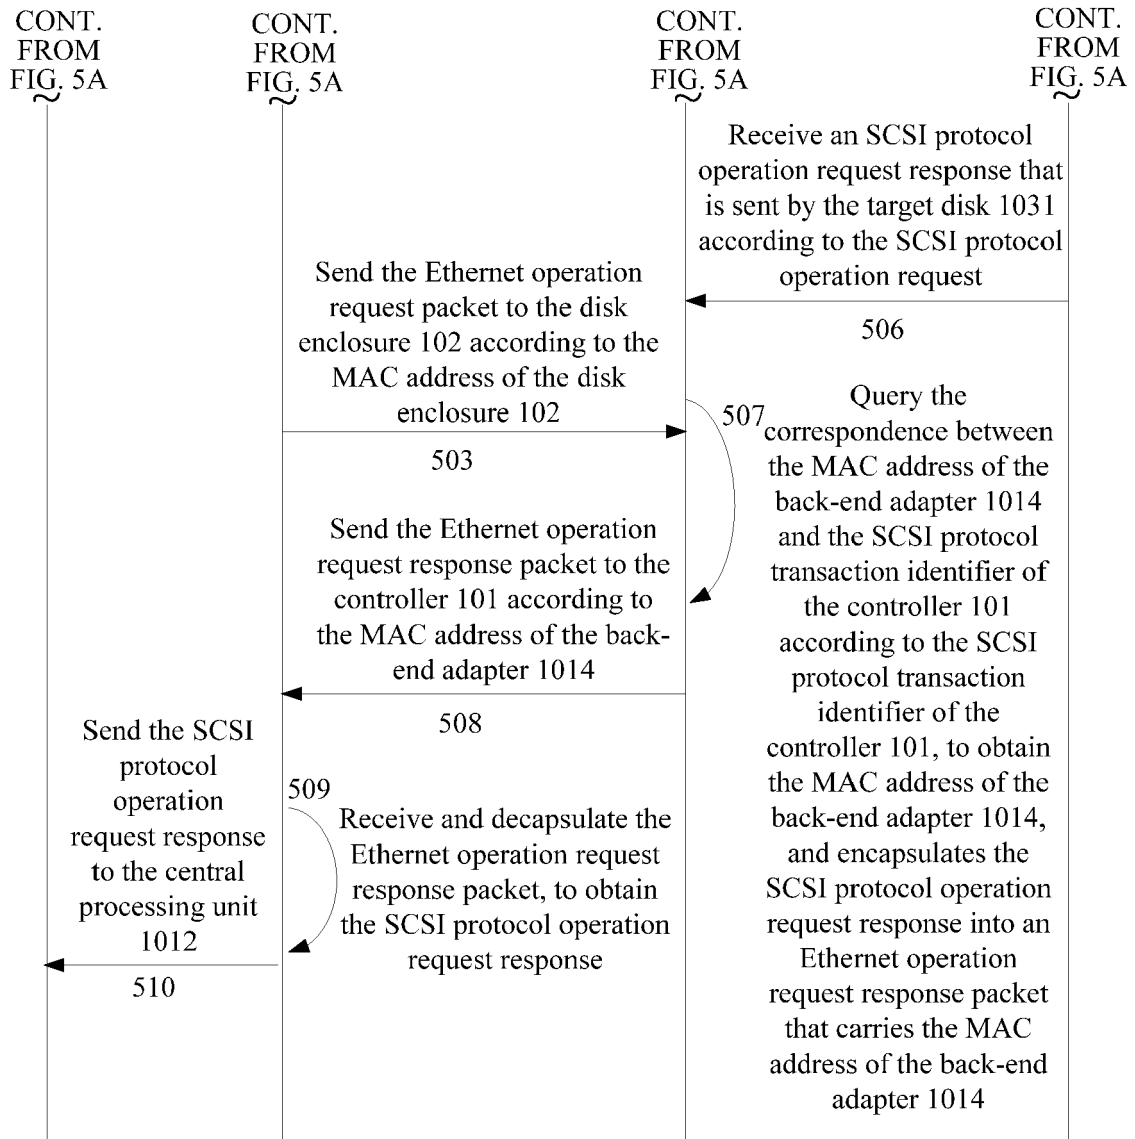 CONT.
FROM
FIG. 5A
CONT.
FROM
FIG. 5A
CONT.
FROM
FIG. 5A
CONT.
FROM
FIG. 5A
Receive an SCSI protocol
operation request response that
is sent by the target disk 1031
according to the SCSI protocol
operation request
506
Send the Ethernet operation
request packet to the disk
enclosure 102 according to the
MAC address of the disk
enclosure 102
503
507
Query the
correspondence between
the MAC address of the
back-end adapter 1014
and the SCSI protocol
transaction identifier of
the controller 101
according to the SCSI
protocol transaction
identifier of the
controller 101, to obtain
the MAC address of the
back-end adapter 1014,
and encapsulates the
SCSI protocol operation
request response into an
Ethernet operation
request response packet
that carries the MAC
address of the back-end
adapter 1014
Send the Ethernet operation
request response packet to the
controller 101 according to
the MAC address of the back-
end adapter 1014
508
509
Receive and decapsulate the
Ethernet operation request
response packet, to obtain
the SCSI protocol operation
request response
Send the SCSI
protocol
operation
request response
to the central
processing unit
1012
510